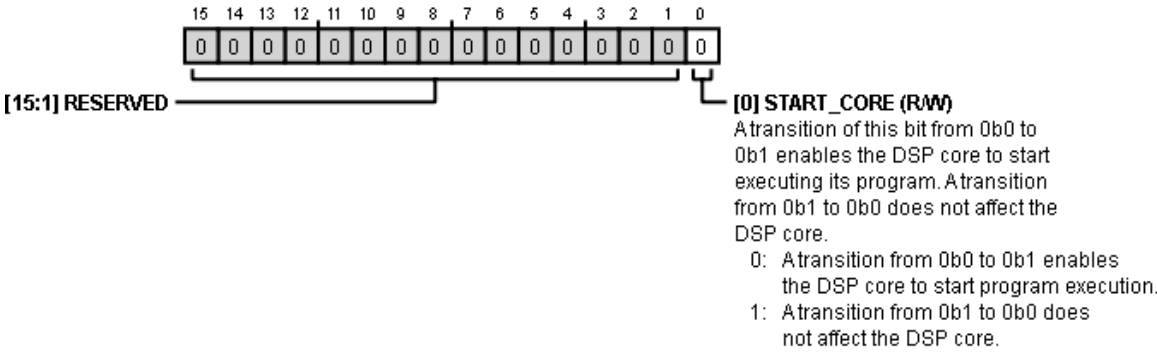 15 14 13 12 11 10 9 8 7 6 5 4 3 2 1 0
0 0 0 0 0 0 0 0 0 0 0 0 0 0 0 0
[15:1] RESERVED
[0] START_CORE (R/W)
A transition of this bit from 0b0 to
0b1 enables the DSP core to start
executing its program. A transition
from 0b1 to 0b0 does not affect the
DSP core.
0: A transition from 0b0 to 0b1 enables
the DSP core to start program execution.
1: A transition from 0b1 to 0b0 does
not affect the DSP core.